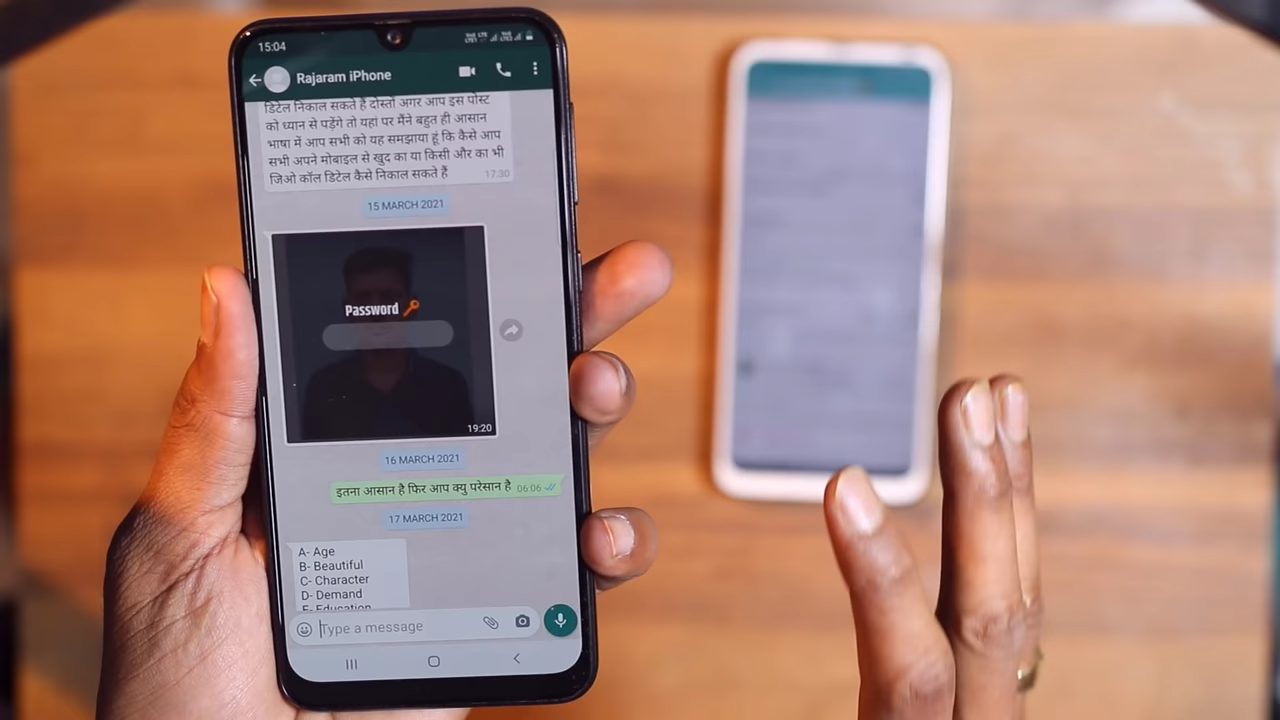 15:04
Rajaram iPhone
डिटेल निकाल सकते हैं दोस्तों अगर आप इस पोस्ट
को ध्यान से पड़ेंगे तो यहां पर मैंने बहुत ही आसान
भाषा में आप सभी को यह समझाया हूं कि कैसे आप
सभी अपने मोबाइल से खुद का या किसी और का भी
जिओ कॉल डिटेल कैसे निकाल सकते हैं
17:30
15 MARCH 2021
Password
19:20
16 MARCH 2021
इतना आसान है फिर आप क्यु परेसान है 06:06
17 MARCH 2021
A- Age
B- Beautiful
C- Character
D- Demand
E- Education
Type a message